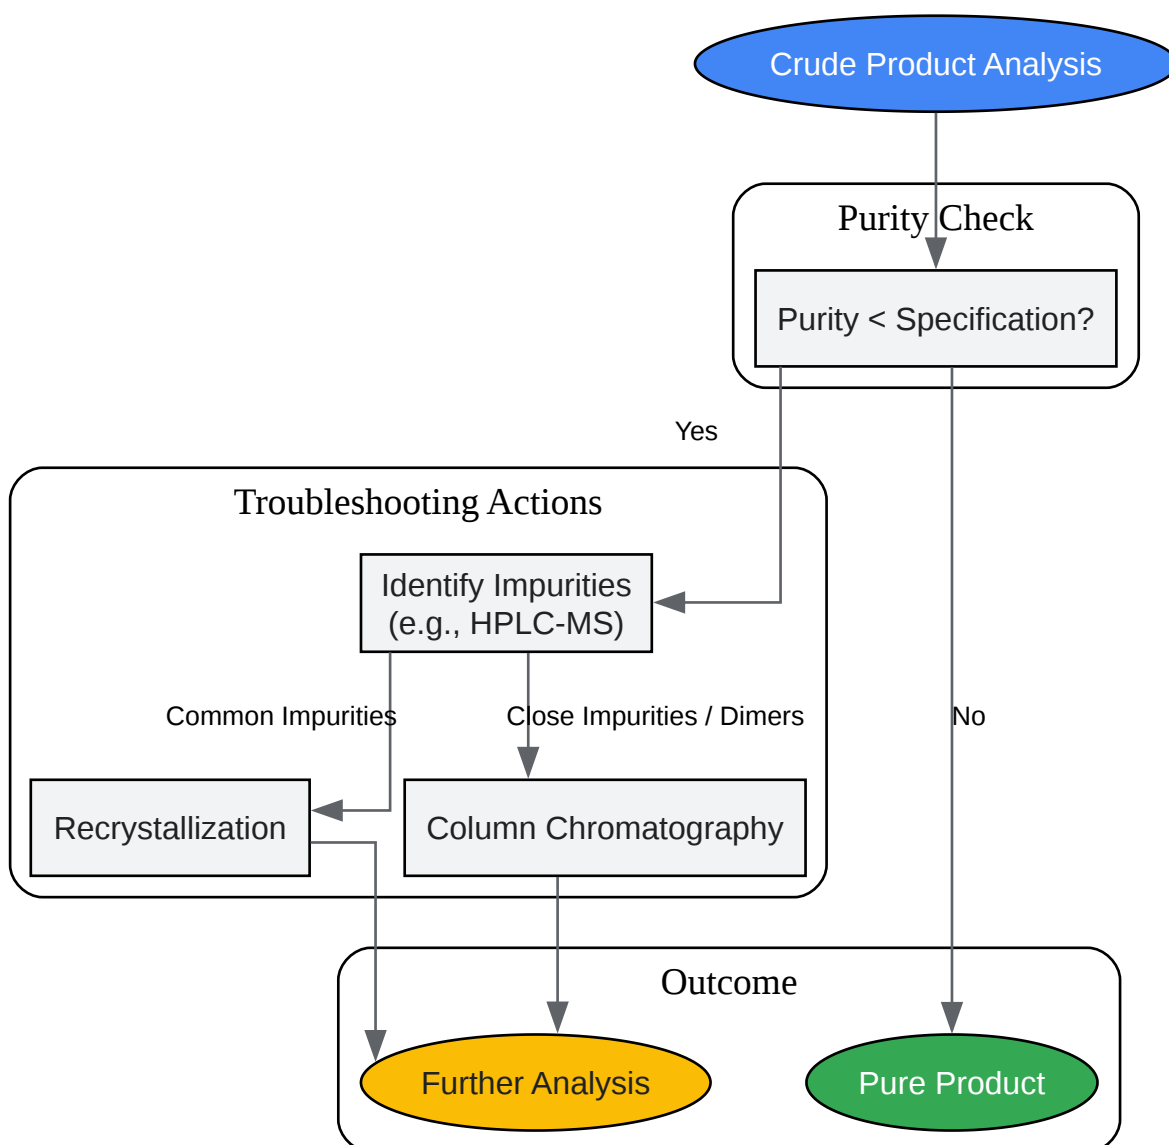 Crude Product Analysis
Purity Check
Purity < Specification?
Yes
Troubleshooting Actions
Identify Impurities
(e.g., HPLC-MS)
Common Impurities
Close Impurities / Dimers
No
Recrystallization
Column Chromatography
Outcome
Further Analysis
Pure Product